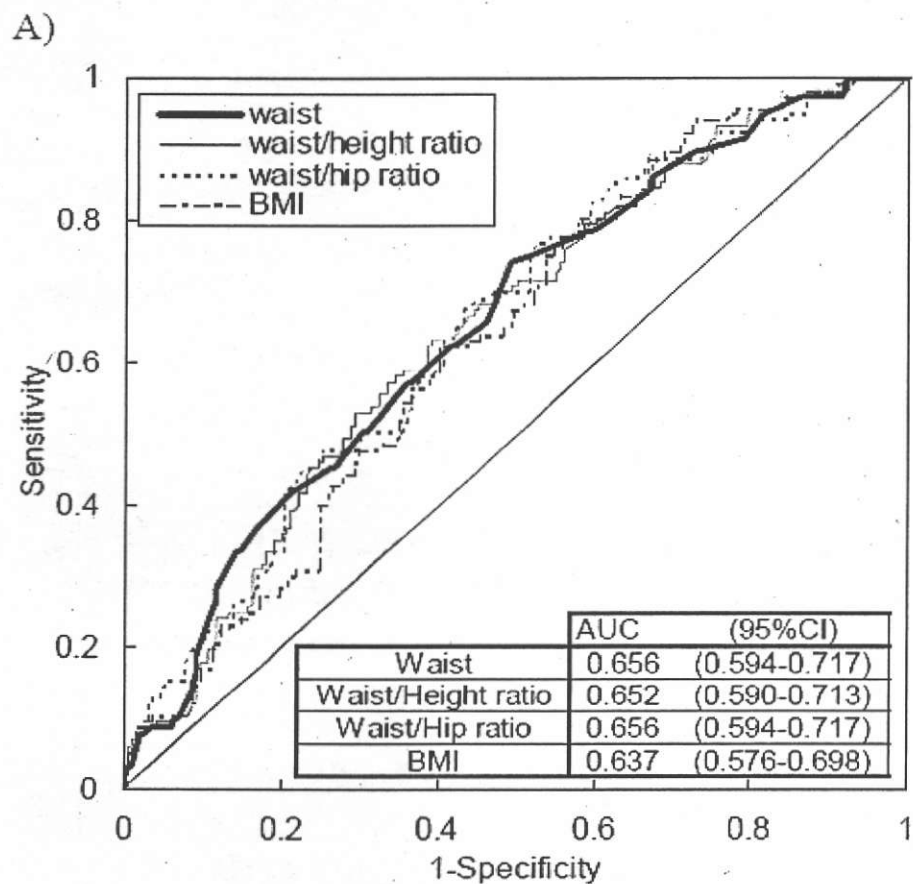 A)
1
waist
waist/height ratio
waist/hip ratio
BMI
0.8
0.6
Sensitivity
0.4
0.2
0
AUC (95%CI)
Waist 0.656 (0.594-0.717)
Waist/Height ratio 0.652 (0.590-0.713)
Waist/Hip ratio 0.656 (0.594-0.717)
BMI 0.637 (0.576-0.698)
0 0.2 0.4 0.6 0.8 1
1-Specificity